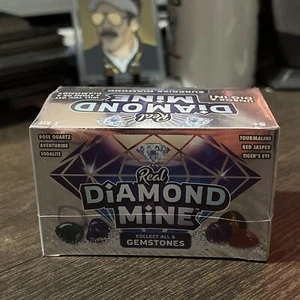 Real
DiAMOND
MiNE
ROSE QUARTZ
AVENTURINE
SODALITE
TOURMALINE
RED JASPER
TIGER'S EYE
Real
DiAMOND
MiNE
COLLECT ALL 6
GEMSTONES